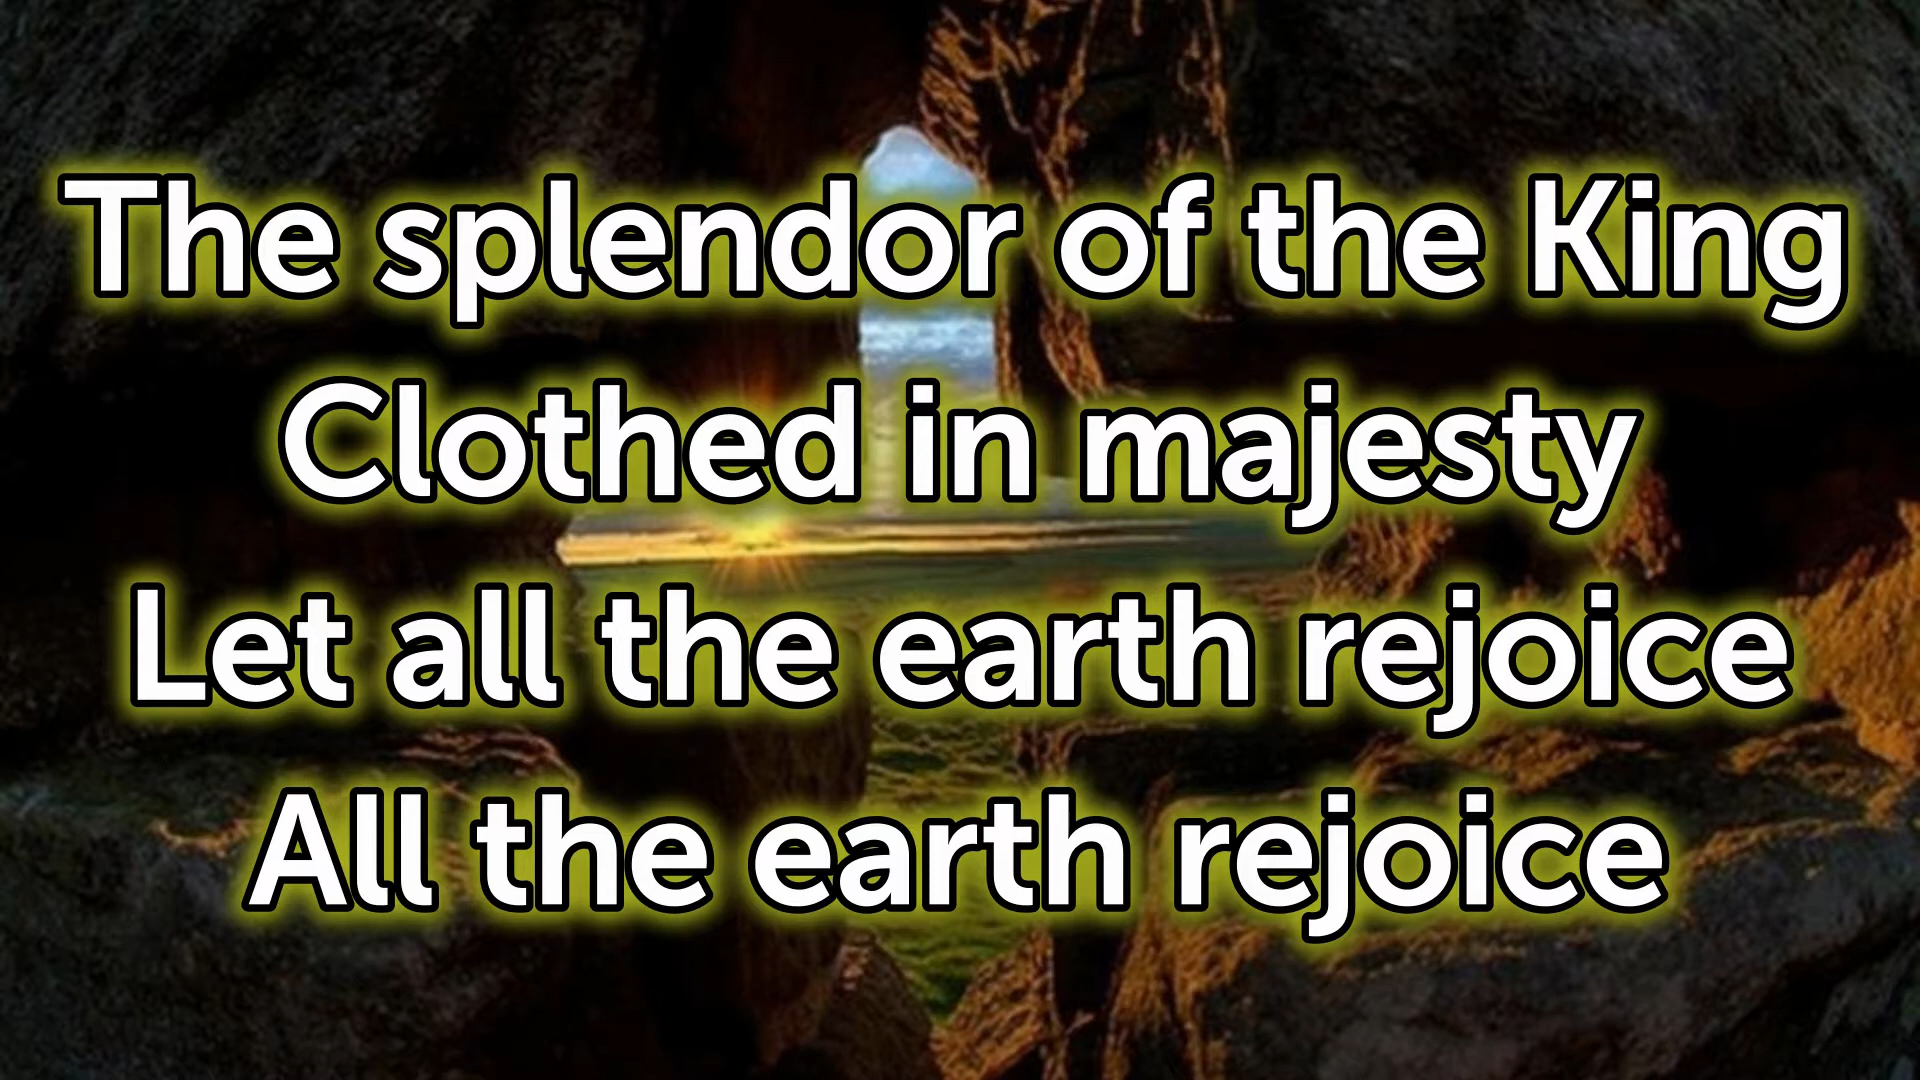 The splendor of the King
Clothed in majesty
Let all the earth rejoice
All the earth rejoice